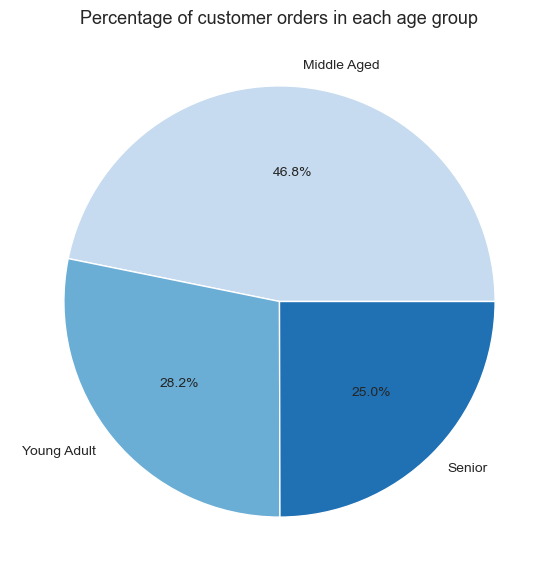 Percentage of customer orders in each age group
Middle Aged
46.8%
28.2%
25.0%
Young Adult
Senior